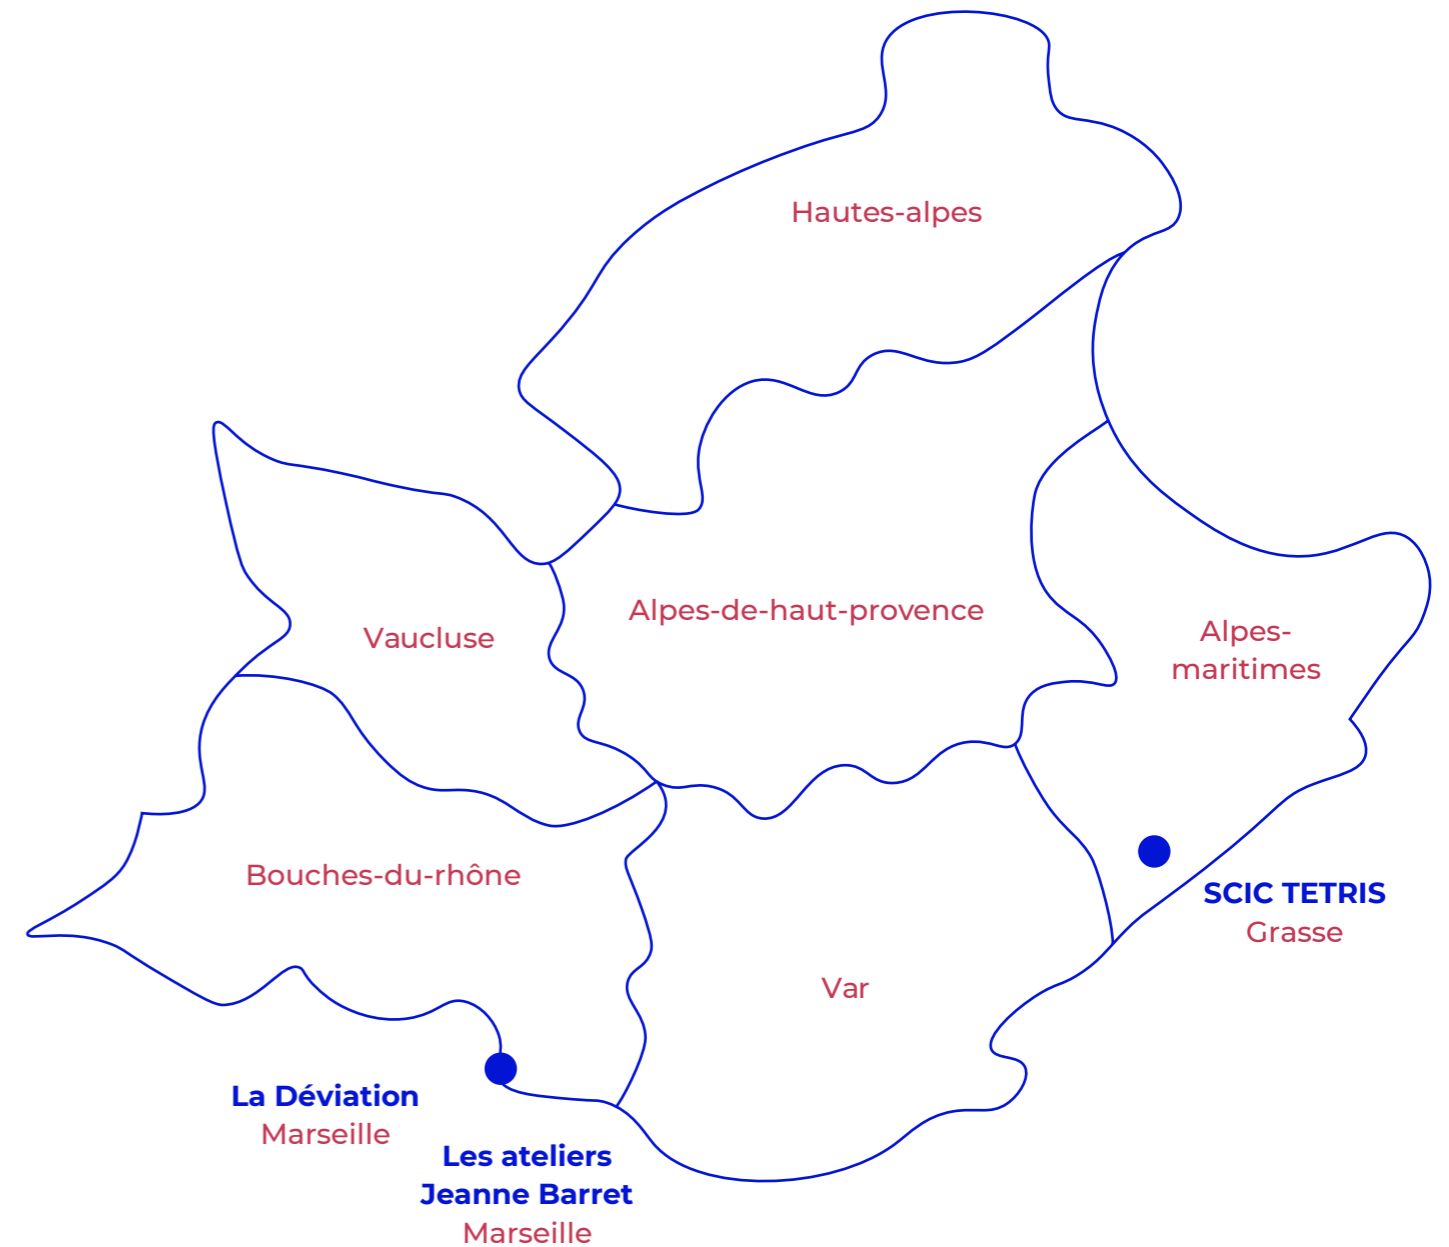 Hautes-alpes
Alpes-de-haut-provence
Vaucluse
Alpes-
maritimes
Bouches-du-rhône
SCIC TETRIS
Grasse
Var
La Déviation
Marseille
Les ateliers
Jeanne Barret
Marseille